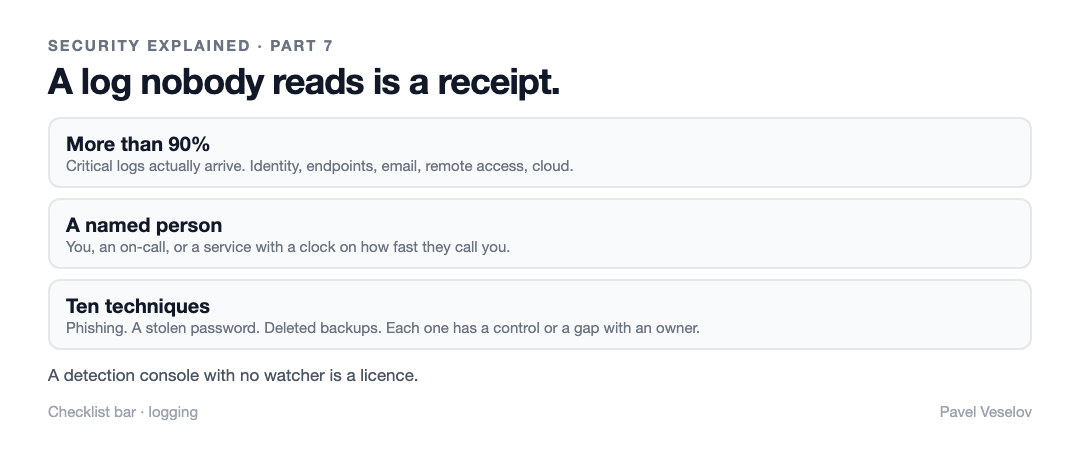 SECURITY EXPLAINED · PART 7
A log nobody reads is a receipt.
More than 90%
Critical logs actually arrive. Identity, endpoints, email, remote access, cloud.
A named person
You, an on-call, or a service with a clock on how fast they call you.
Ten techniques
Phishing. A stolen password. Deleted backups. Each one has a control or a gap with an owner.
A detection console with no watcher is a licence.
Checklist bar · logging
Pavel Veselov